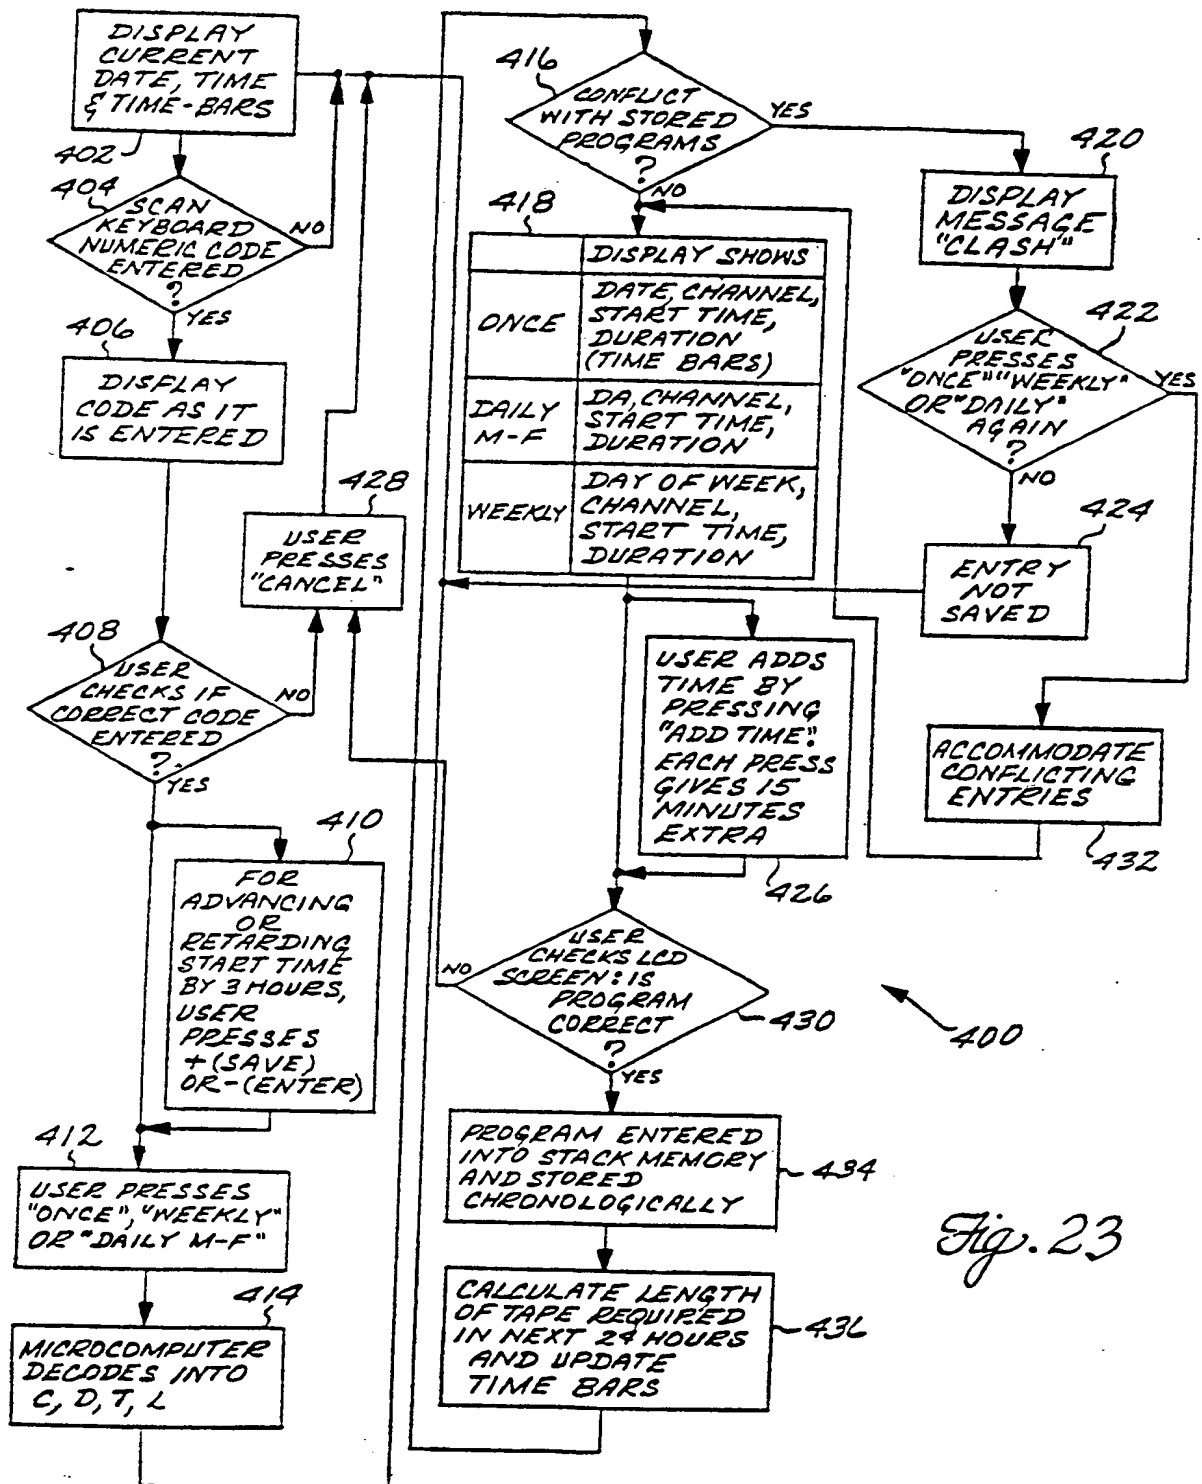 DISPLAY
CURRENT
DATE, TIME
& TIME-BARS
402
404
SCAN
KEYBOARD
NUMERIC CODE
ENTERED
?
NO
YES
406
DISPLAY
CODE AS IT
IS ENTERED
428
USER
PRESSES
"CANCEL"
408
USER
CHECKS IF
CORRECT CODE
ENTERED
?
NO
YES
410
FOR
ADVANCING
OR
RETARDING
START TIME
BY 3 HOURS,
USER
PRESSES
+(SAVE)
OR-(ENTER)
412
USER PRESSES
"ONCE", "WEEKLY"
OR "DAILY M-F"
414
MICROCOMPUTER
DECODES INTO
C, D, T, L
416
CONFLICT
WITH STORED
PROGRAMS
?
YES
NO
418
DISPLAY SHOWS
ONCE
DATE, CHANNEL,
START TIME,
DURATION
(TIME BARS)
DAILY
M-F
DA, CHANNEL,
START TIME,
DURATION
WEEKLY
DAY OF WEEK,
CHANNEL,
START TIME,
DURATION
420
DISPLAY
MESSAGE
"CLASH"
422
USER
PRESSES
"ONCE" "WEEKLY"
OR "DAILY"
AGAIN
?
YES
NO
424
ENTRY
NOT
SAVED
USER ADDS
TIME BY
PRESSING
"ADD TIME".
EACH PRESS
GIVES 15
MINUTES
EXTRA
426
ACCOMMODATE
CONFLICTING
ENTRIES
432
USER
CHECKS LCD
SCREEN: IS
PROGRAM
CORRECT
?
NO
YES
430
400
PROGRAM ENTERED
INTO STACK MEMORY
AND STORED
CHRONOLOGICALLY
434
CALCULATE LENGTH
OF TAPE REQUIRED
IN NEXT 24 HOURS
AND UPDATE
TIME BARS
436
Fig. 23